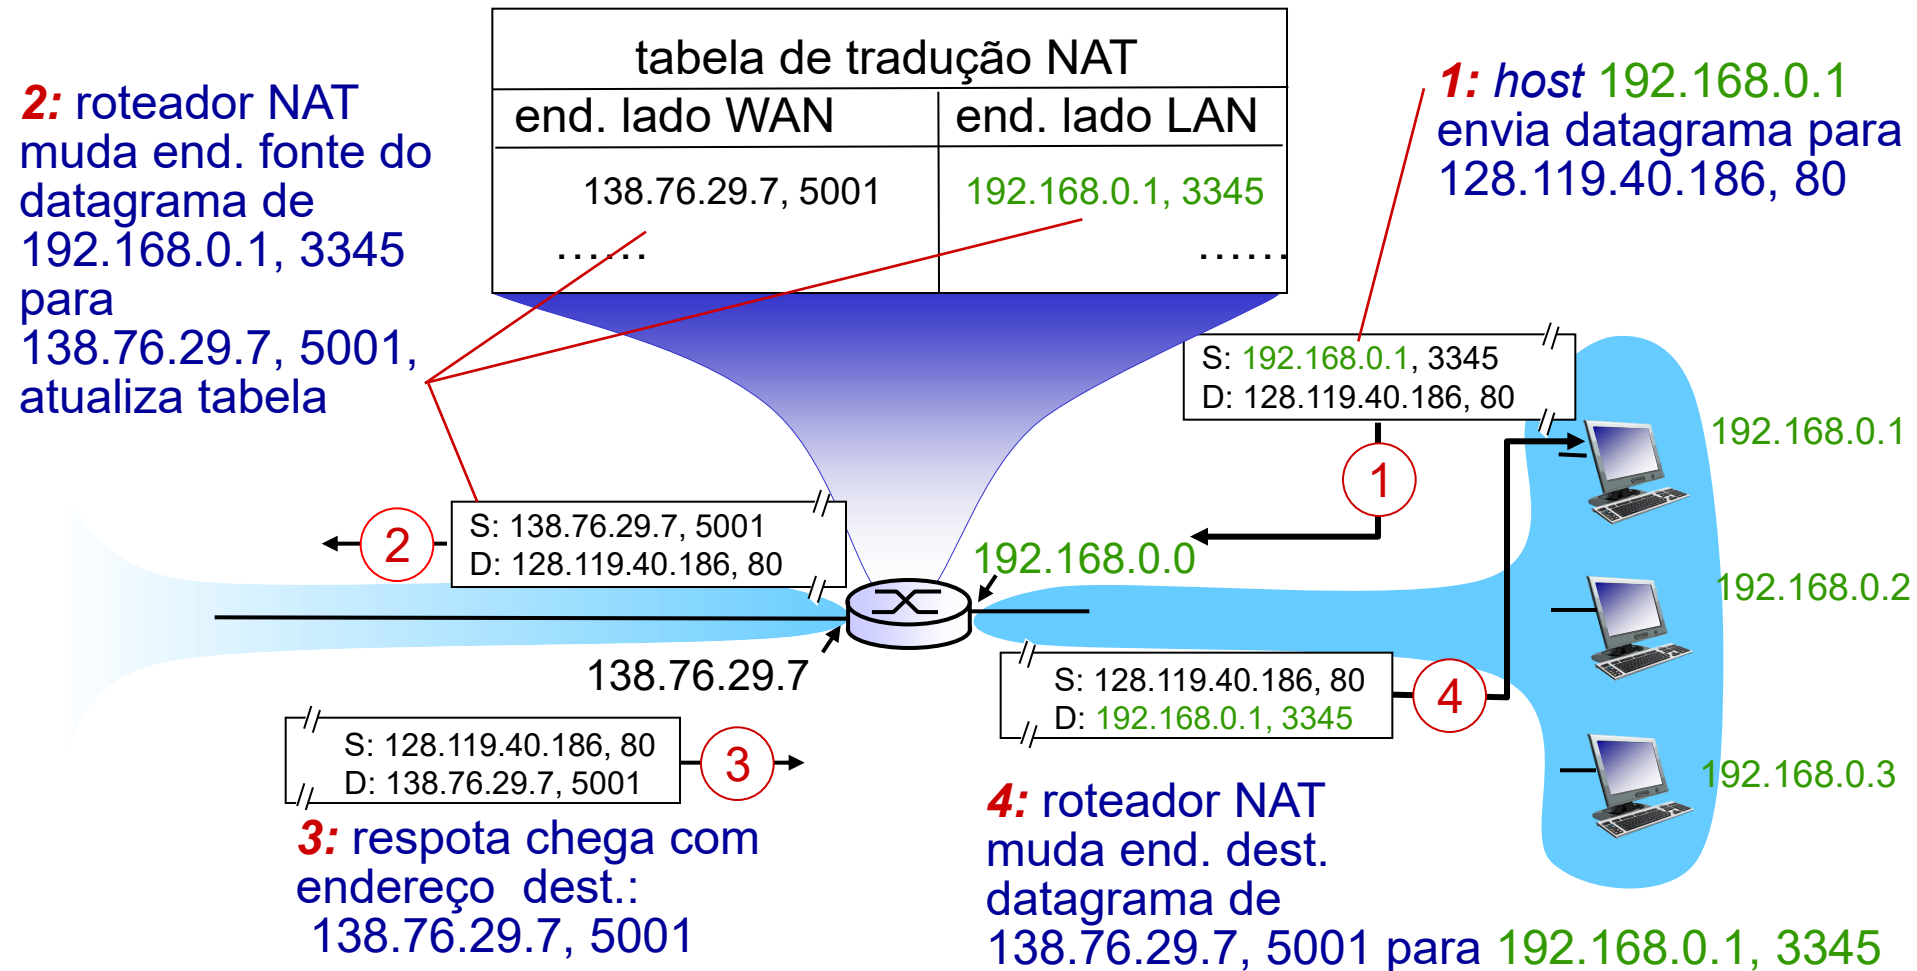 tabela de tradução NAT
end. lado WAN
end. lado LAN
138.76.29.7, 5001
192.168.0.1, 3345
......
......
2: roteador NAT
muda end. fonte do
datagrama de
192.168.0.1, 3345
para
138.76.29.7, 5001,
atualiza tabela
1: host 192.168.0.1
envia datagrama para
128.119.40.186, 80
S: 192.168.0.1, 3345
D: 128.119.40.186, 80
1
192.168.0.1
S: 138.76.29.7, 5001
D: 128.119.40.186, 80
2
192.168.0.0
192.168.0.2
138.76.29.7
S: 128.119.40.186, 80
D: 192.168.0.1, 3345
4
S: 128.119.40.186, 80
D: 138.76.29.7, 5001
3
192.168.0.3
3: respota chega com
endereço dest.:
138.76.29.7, 5001
4: roteador NAT
muda end. dest.
datagrama de
138.76.29.7, 5001 para 192.168.0.1, 3345